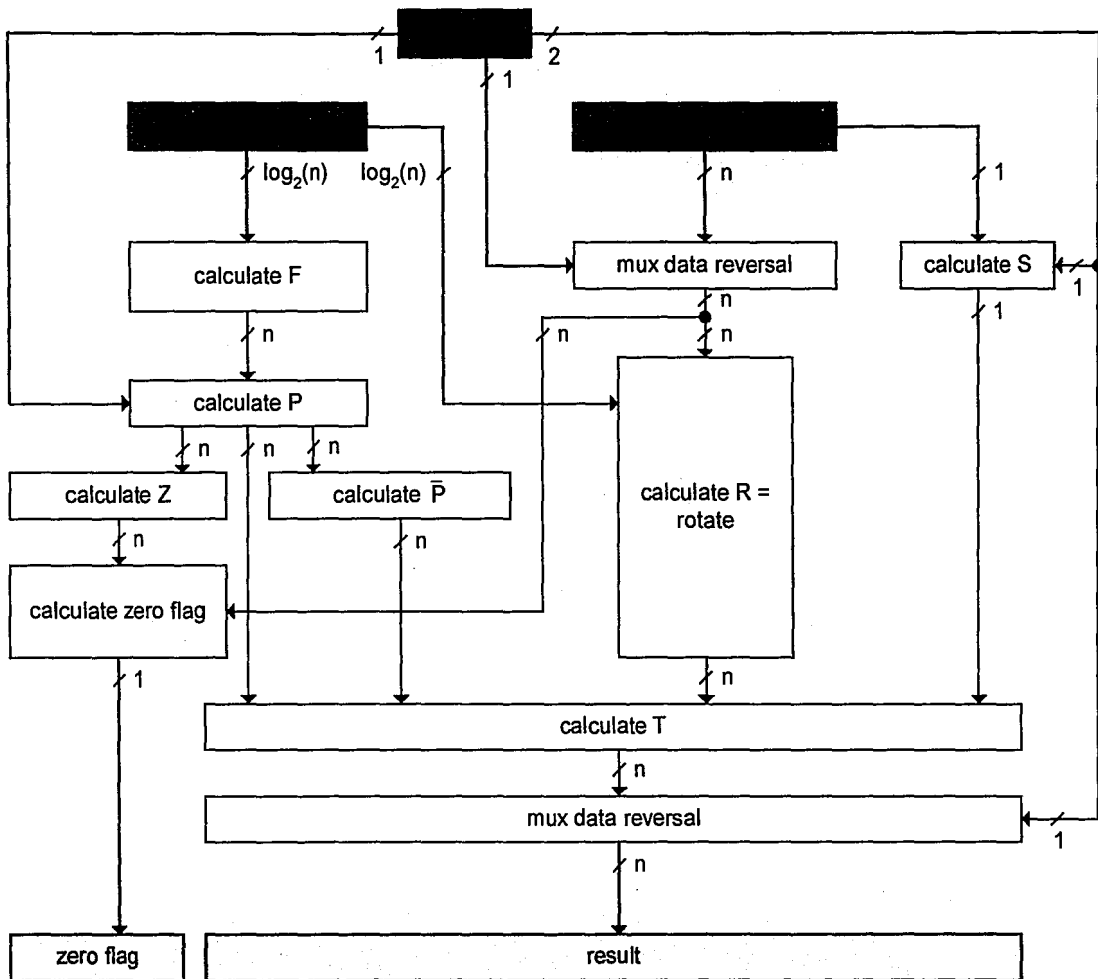 1
2
1
log₂(n)
log₂(n)
n
1
calculate F
mux data reversal
calculate S
1
n
1
n
n
n
calculate P
n
n
n
calculate Z
calculate P̅
calculate R =
rotate
n
n
calculate zero flag
1
n
calculate T
n
mux data reversal
1
n
zero flag
result